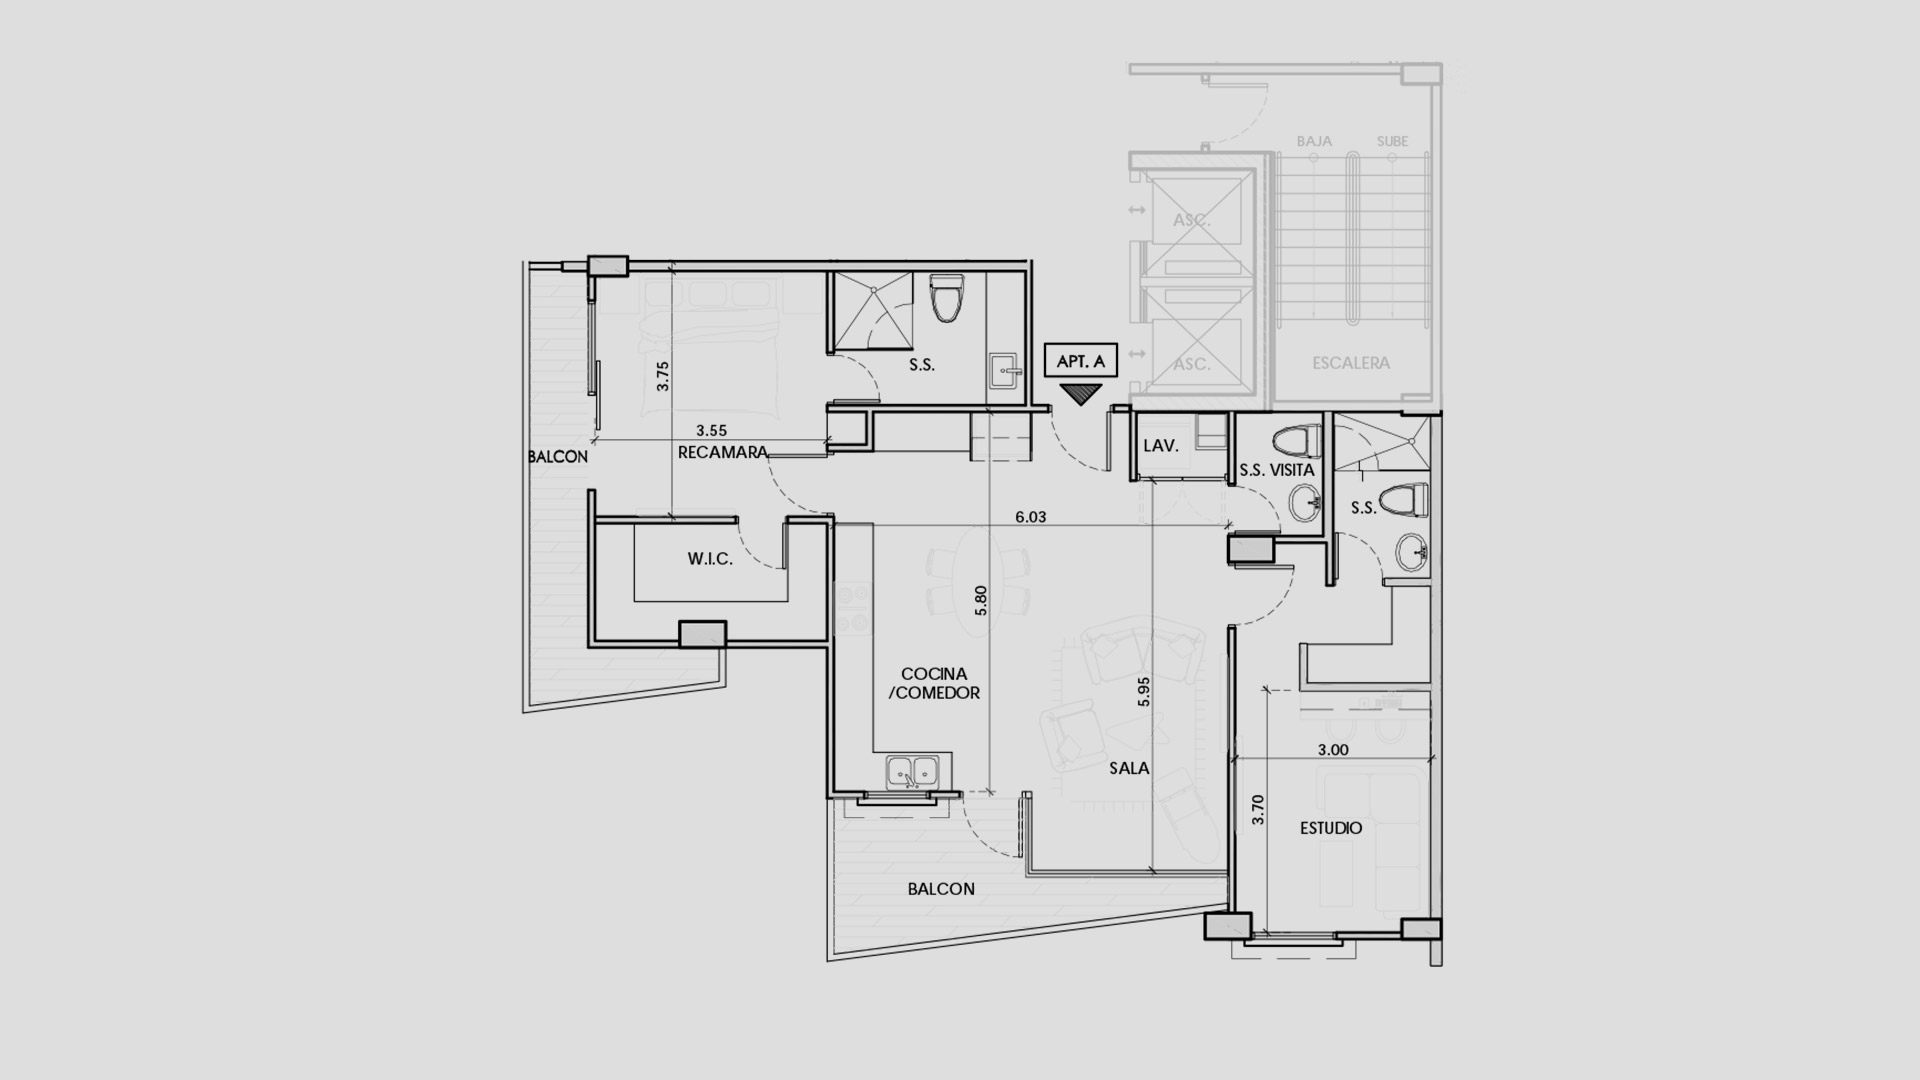 BAJA
SUBE
ASC.
ESCALERA
ASC.
APT. A
S.S.
3.75
3.55
RECAMARA
BALCON
LAV.
S.S. VISITA
S.S.
6.03
W.I.C.
5.80
COCINA
/COMEDOR
5.95
SALA
3.00
3.70
ESTUDIO
BALCON